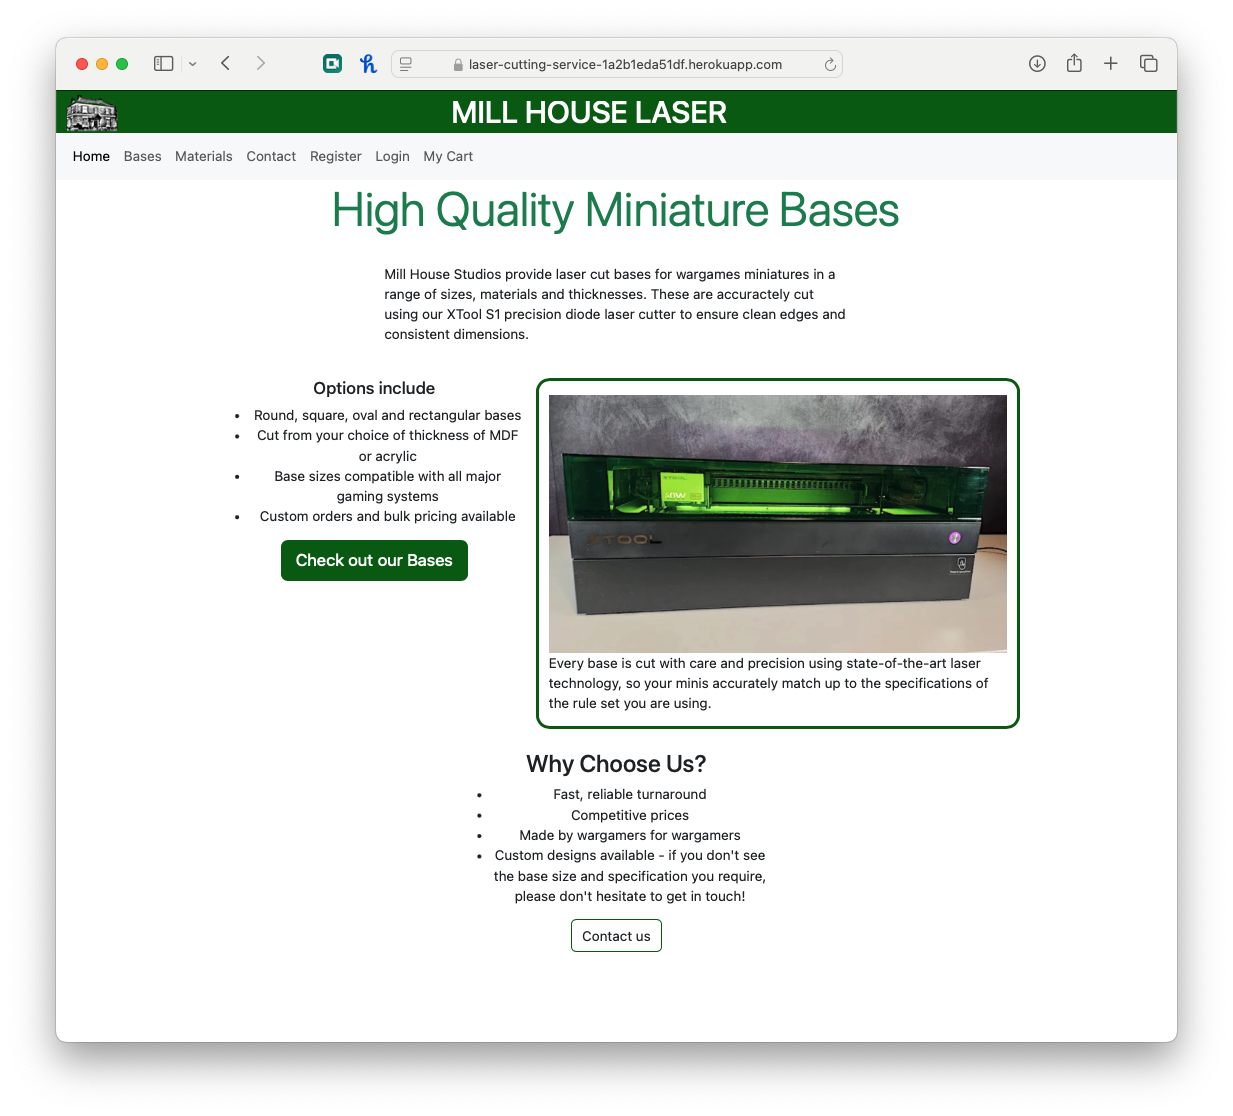 laser-cutting-service-1a2b1eda51df.herokuapp.com
MILL HOUSE LASER
Home Bases Materials Contact Register Login My Cart
High Quality Miniature Bases
Mill House Studios provide laser cut bases for wargames miniatures in a
range of sizes, materials and thicknesses. These are accuractely cut
using our XTool S1 precision diode laser cutter to ensure clean edges and
consistent dimensions.
Options include
• Round, square, oval and rectangular bases
• Cut from your choice of thickness of MDF
or acrylic
• Base sizes compatible with all major
gaming systems
• Custom orders and bulk pricing available
Check out our Bases
XTOOL
40W
XTOOL
Every base is cut with care and precision using state-of-the-art laser
technology, so your minis accurately match up to the specifications of
the rule set you are using.
Why Choose Us?
• Fast, reliable turnaround
• Competitive prices
• Made by wargamers for wargamers
• Custom designs available - if you don't see
the base size and specification you require,
please don't hesitate to get in touch!
Contact us